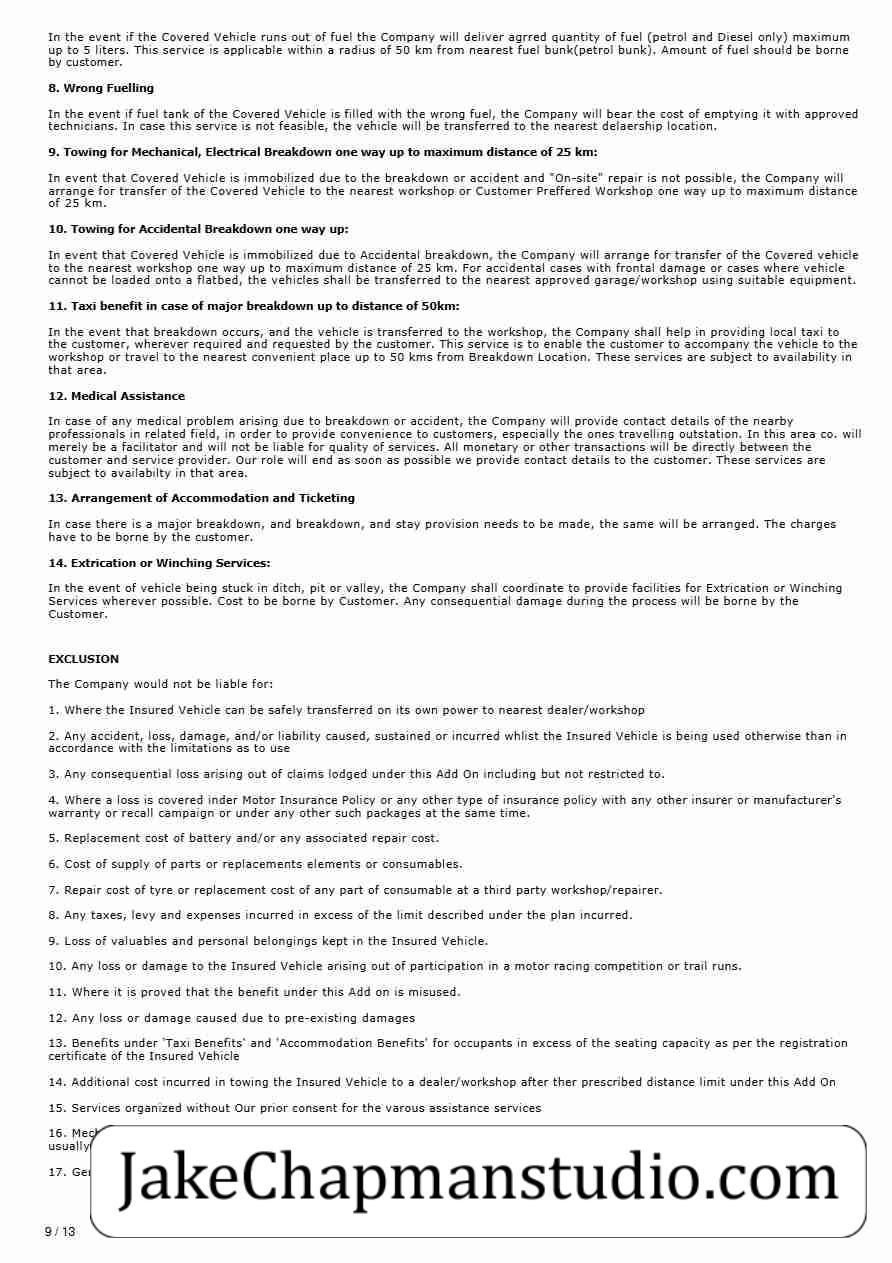 In the event if the Covered Vehicle runs out of fuel the Company will deliver agrred quantity of fuel (petrol and Diesel only) maximum
up to 5 liters. This service is applicable within a radius of 50 km from nearest fuel bunk(petrol bunk). Amount of fuel should be borne
by customer.
8. Wrong Fuelling
In the event if fuel tank of the Covered Vehicle is filled with the wrong fuel, the Company will bear the cost of emptying it with approved
technicians. In case this service is not feasible, the vehicle will be transferred to the nearest delaership location.
9. Towing for Mechanical, Electrical Breakdown one way up to maximum distance of 25 km:
In event that Covered Vehicle is immobilized due to the breakdown or accident and "On-site" repair is not possible, the Company will
arrange for transfer of the Covered Vehicle to the nearest workshop or Customer Preffered Workshop one way up to maximum distance
of 25 km.
10. Towing for Accidental Breakdown one way up:
In event that Covered Vehicle is immobilized due to Accidental breakdown, the Company will arrange for transfer of the Covered vehicle
to the nearest workshop one way up to maximum distance of 25 km. For accidental cases with frontal damage or cases where vehicle
cannot be loaded onto a flatbed, the vehicles shall be transferred to the nearest approved garage/workshop using suitable equipment.
11. Taxi benefit in case of major breakdown up to distance of 50km:
In the event that breakdown occurs, and the vehicle is transferred to the workshop, the Company shall help in providing local taxi to
the customer, wherever required and requested by the customer. This service is to enable the customer to accompany the vehicle to the
workshop or travel to the nearest convenient place up to 50 kms from Breakdown Location. These services are subject to availability in
that area.
12. Medical Assistance
In case of any medical problem arising due to breakdown or accident, the Company will provide contact details of the nearby
professionals in related field, in order to provide convenience to customers, especially the ones travelling outstation. In this area co. will
merely be a facilitator and will not be liable for quality of services. All monetary or other transactions will be directly between the
customer and service provider. Our role will end as soon as possible we provide contact details to the customer. These services are
subject to availabilty in that area.
13. Arrangement of Accommodation and Ticketing
In case there is a major breakdown, and breakdown, and stay provision needs to be made, the same will be arranged. The charges
have to be borne by the customer.
14. Extrication or Winching Services:
In the event of vehicle being stuck in ditch, pit or valley, the Company shall coordinate to provide facilities for Extrication or Winching
Services wherever possible. Cost to be borne by Customer. Any consequential damage during the process will be borne by the
Customer.
EXCLUSION
The Company would not be liable for:
1. Where the Insured Vehicle can be safely transferred on its own power to nearest dealer/workshop
2. Any accident, loss, damage, and/or liability caused, sustained or incurred whlist the Insured Vehicle is being used otherwise than in
accordance with the limitations as to use
3. Any consequential loss arising out of claims lodged under this Add On including but not restricted to.
4. Where a loss is covered inder Motor Insurance Policy or any other type of insurance policy with any other insurer or manufacturer's
warranty or recall campaign or under any other such packages at the same time.
5. Replacement cost of battery and/or any associated repair cost.
6. Cost of supply of parts or replacements elements or consumables.
7. Repair cost of tyre or replacement cost of any part of consumable at a third party workshop/repairer.
8. Any taxes, levy and expenses incurred in excess of the limit described under the plan incurred.
9. Loss of valuables and personal belongings kept in the Insured Vehicle.
10. Any loss or damage to the Insured Vehicle arising out of participation in a motor racing competition or trail runs.
11. Where it is proved that the benefit under this Add on is misused.
12. Any loss or damage caused due to pre-existing damages
13. Benefits under 'Taxi Benefits' and 'Accommodation Benefits' for occupants in excess of the seating capacity as per the registration
certificate of the Insured Vehicle
14. Additional cost incurred in towing the Insured Vehicle to a dealer/workshop after ther prescribed distance limit under this Add On
15. Services organized without Our prior consent for the varous assistance services
16.
usually
17.
JakeChapmanstudio.com
9 / 13